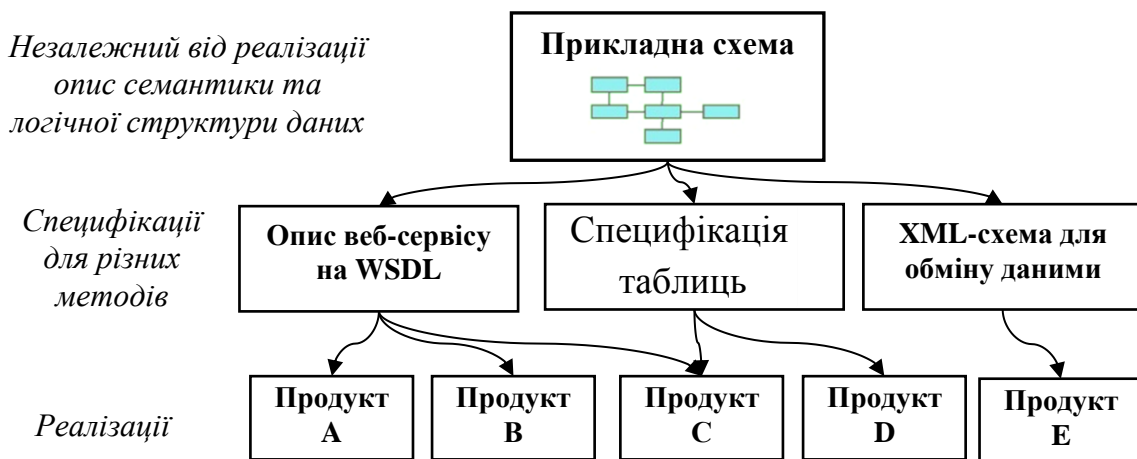 Незалежний від реалізації
опис семантики та
логічної структури даних
Прикладна схема
Специфікації
для різних
методів
Опис веб-сервісу
на WSDL
Специфікація
таблиць
XML-схема для
обміну даними
Реалізації
Продукт
A
Продукт
B
Продукт
C
Продукт
D
Продукт
E